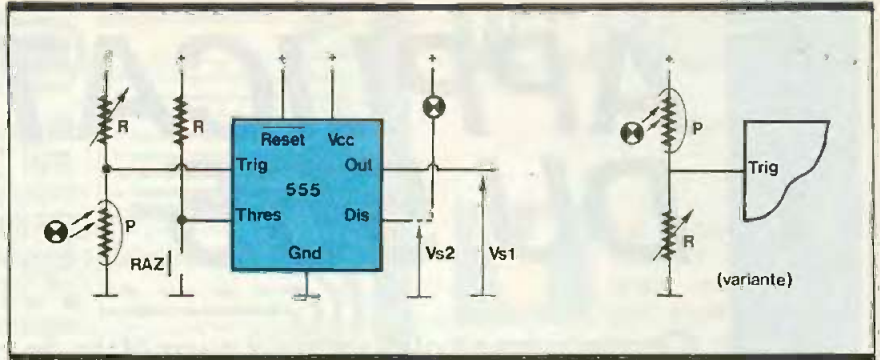 + + + + + +
R R P
Reset Vcc
Trig Out Trig
555
Thres Dis
P R
Gnd Vs2 Vs1
RAZ
(variante)